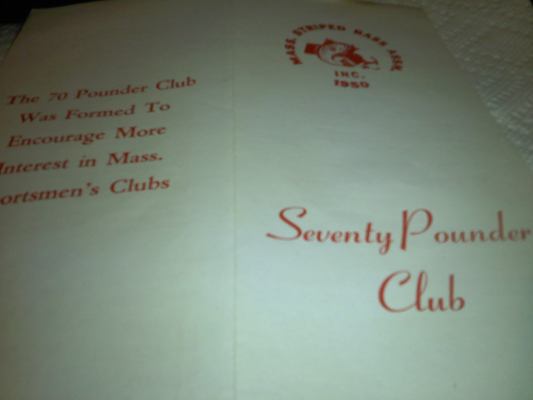 The 70 Pounder Club
Was Formed To
Encourage More
Interest in Mass.
ortsmen's Clubs
MASS. STRIPED BASS ASSN.
INC.
1950
Seventy Pounder
Club